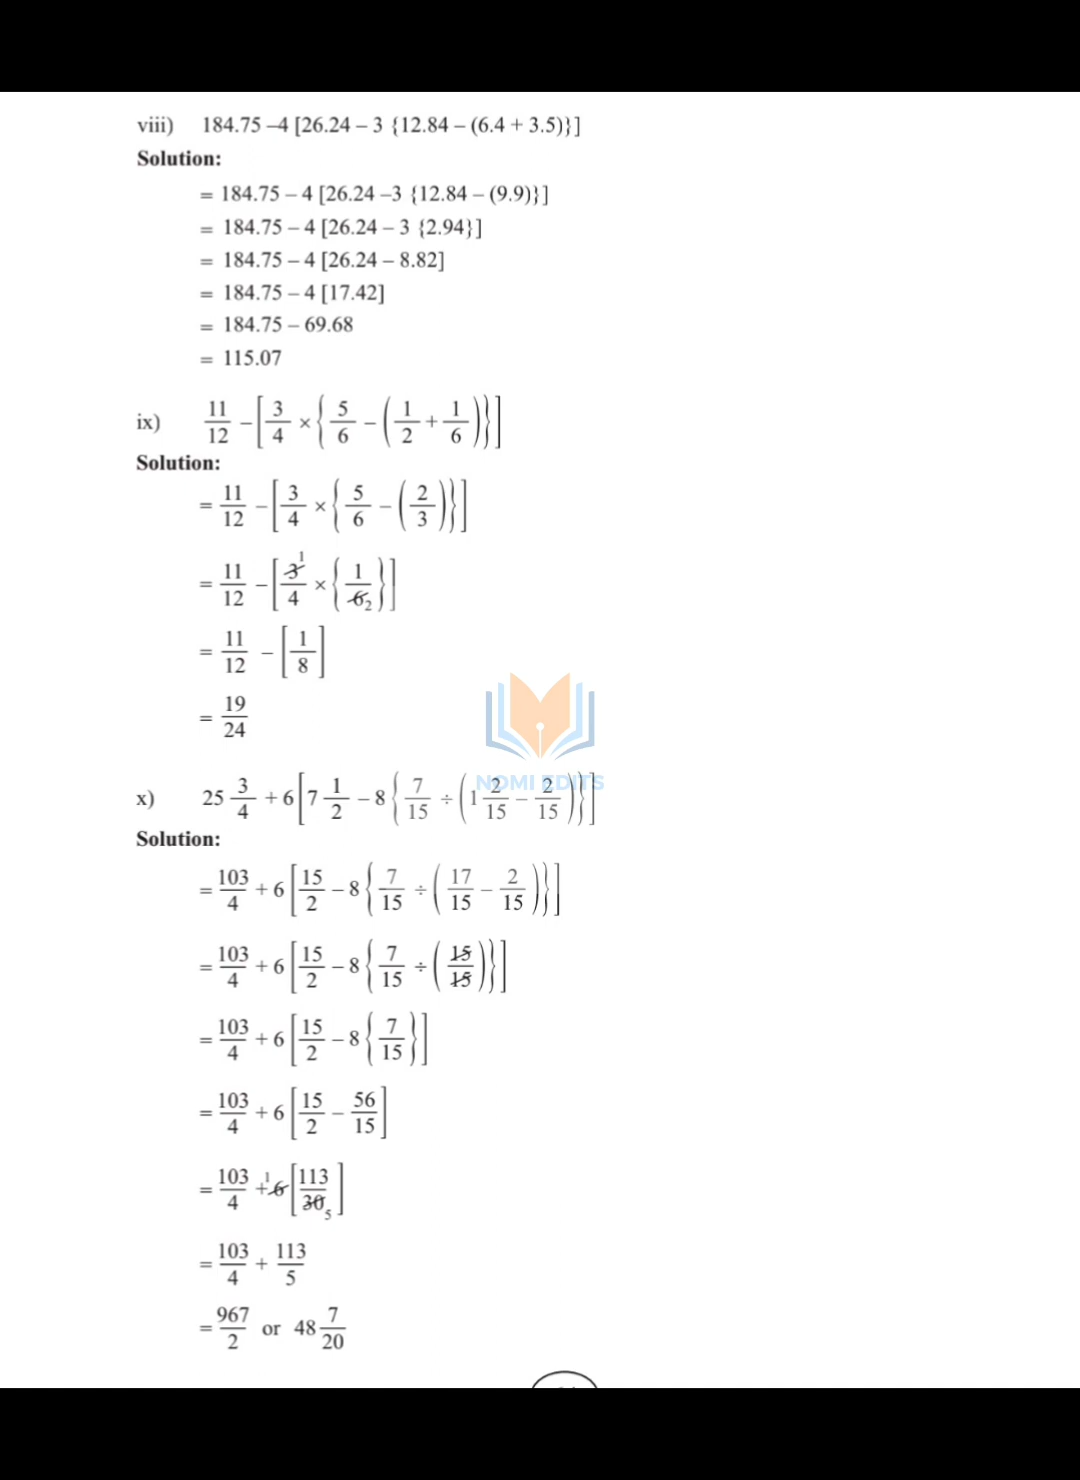 viii) 184.75 –4 [26.24 – 3 {12.84 – (6.4 + 3.5)}]
Solution:
= 184.75 – 4 [26.24 –3 {12.84 – (9.9)}]
= 184.75 – 4 [26.24 – 3 {2.94}]
= 184.75 – 4 [26.24 – 8.82]
= 184.75 – 4 [17.42]
= 184.75 – 69.68
= 115.07
ix) 11/12 – [3/4 × {5/6 – (1/2 + 1/6)}]
Solution:
= 11/12 – [3/4 × {5/6 – (2/3)}]
= 11/12 – [3¹/4 × {1/6₂}]
= 11/12 – [1/8]
= 19/24
NOMI EDITS
x) 25 3/4 + 6[7 1/2 – 8{7/15 ÷ (1 2/15 – 2/15)}]
Solution:
= 103/4 + 6[15/2 – 8{7/15 ÷ (17/15 – 2/15)}]
= 103/4 + 6[15/2 – 8{7/15 ÷ (15/15)}]
= 103/4 + 6[15/2 – 8{7/15}]
= 103/4 + 6[15/2 – 56/15]
= 103/4 + ¹6[113/30₅]
= 103/4 + 113/5
= 967/2 or 48 7/20